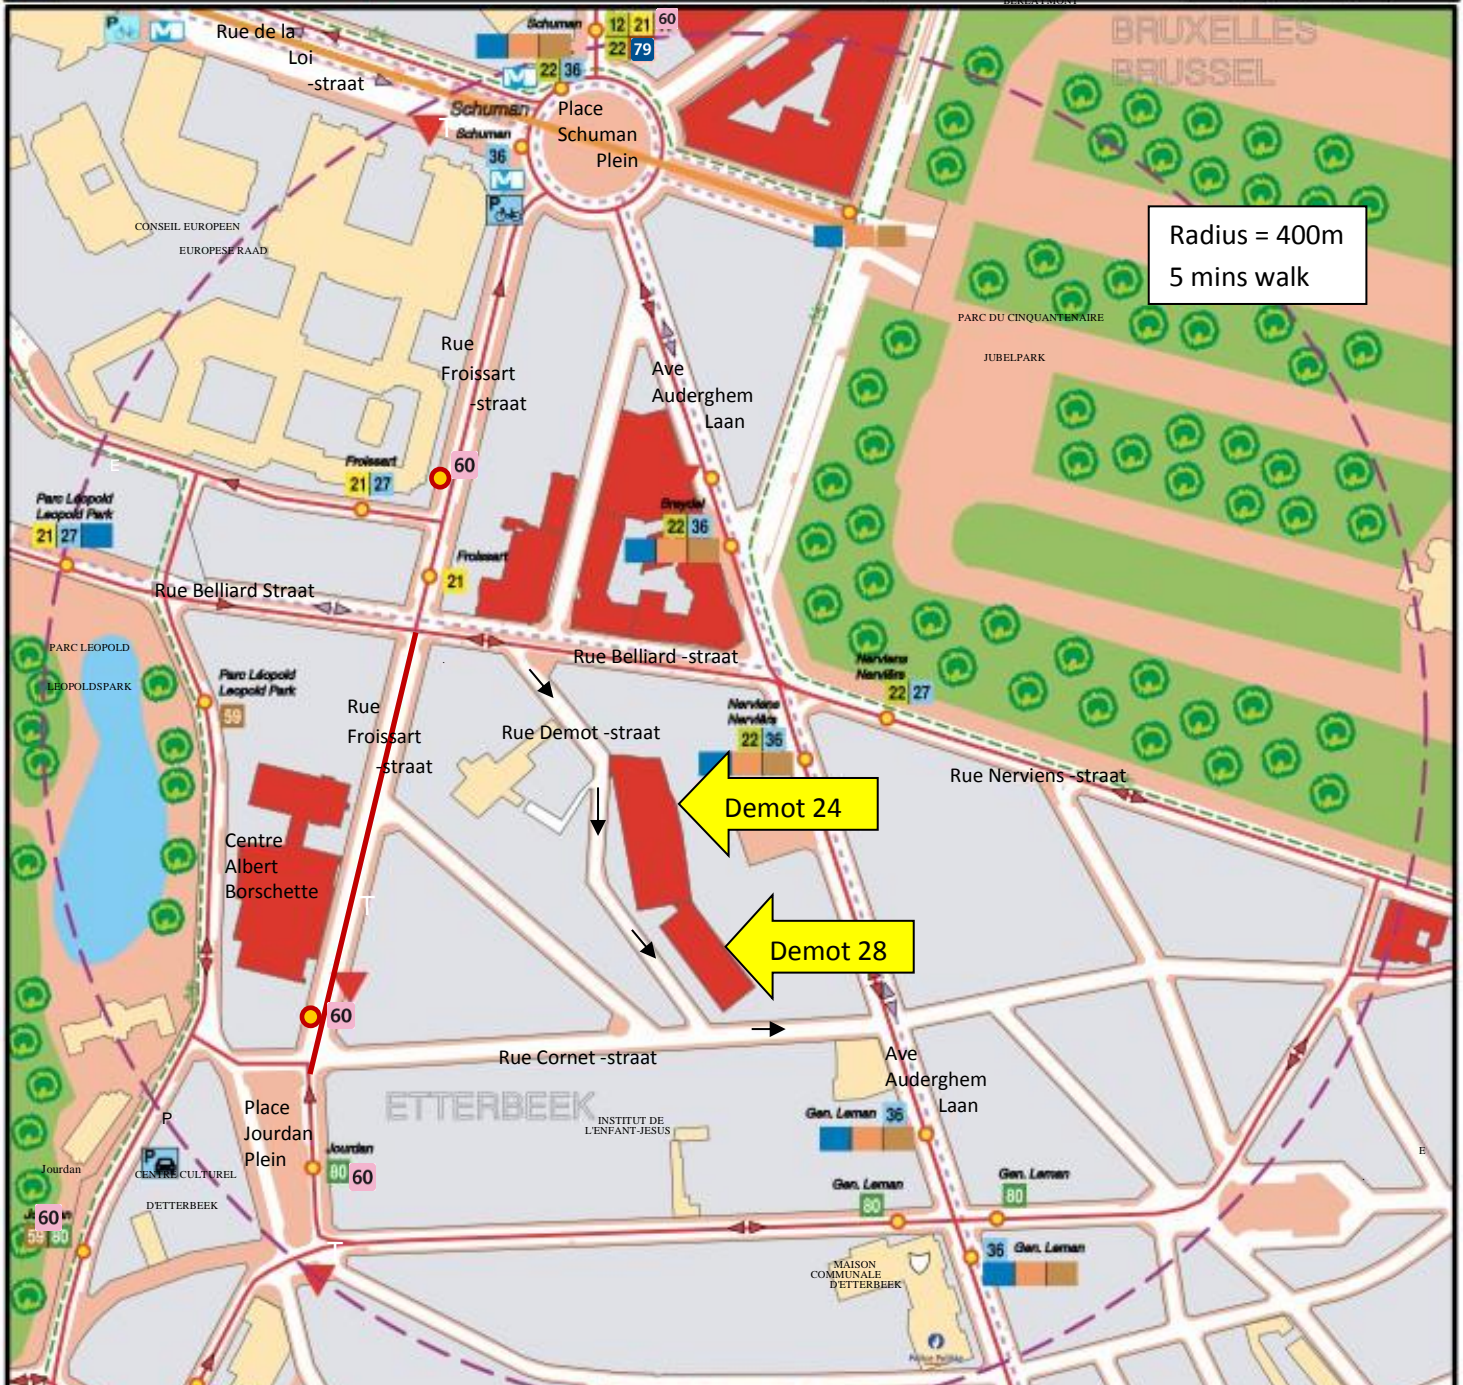 BRUXELLES
BRUSSEL
Rue de la
Loi
-straat
Schuman
12 21 60
22 79
22 36
Schuman
Schuman
36
Place
Schuman
Plein
Radius = 400m
5 mins walk
CONSEIL EUROPEEN
EUROPESE RAAD
PARC DU CINQUANTENAIRE
JUBELPARK
Rue
Froissart
-straat
Ave
Auderghem
Laan
60
Froissart
21 27
Parc Léopold
Leopold Park
21 27
Breydel
22 36
Froissart
21
Rue Belliard Straat
Rue Belliard -straat
PARC LEOPOLD
LEOPOLDSPARK
Parc Léopold
Leopold Park
59
Nerviens
Nerviërs
22 27
Nerviens
Nerviërs
22 36
Rue
Froissart
-straat
Rue Demot -straat
Rue Nerviens -straat
Demot 24
Centre
Albert
Borschette
Demot 28
60
Rue Cornet -straat
Ave
Auderghem
Laan
ETTERBEEK
INSTITUT DE
L'ENFANT-JESUS
Place
Jourdan
Plein
Gen. Leman 36
Jourdan
80 60
P
P
CENTRE CULTUREL
D'ETTERBEEK
Jourdan
60
59 80
Gen. Leman
80
Gen. Leman
80
36 Gen. Leman
MAISON
COMMUNALE
D'ETTERBEEK
E